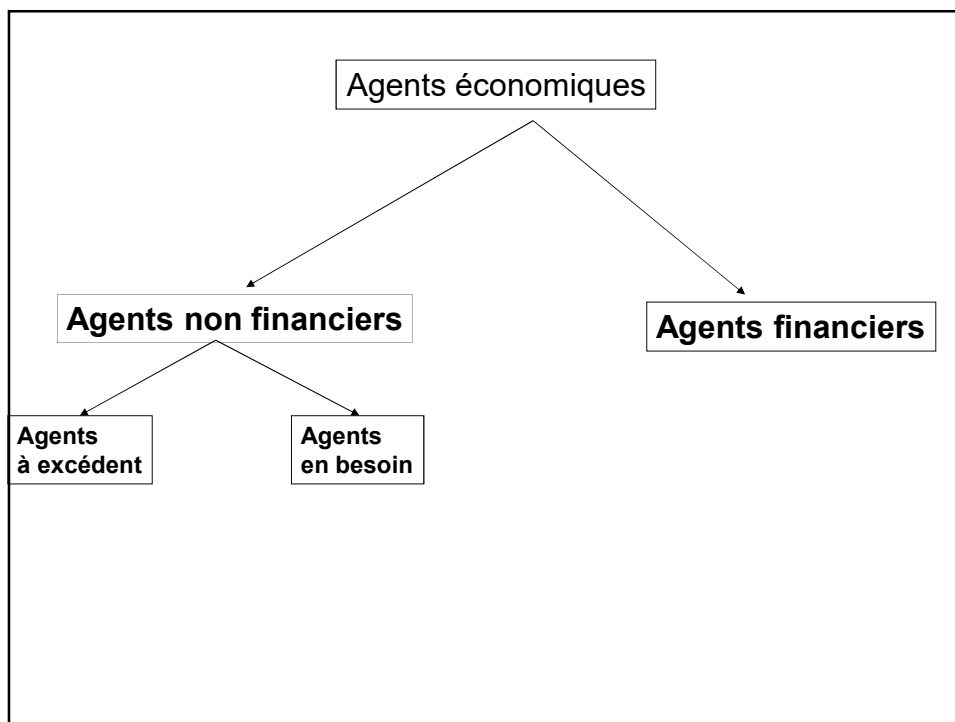 Agents économiques
Agents non financiers
Agents financiers
Agents
à excédent
Agents
en besoin